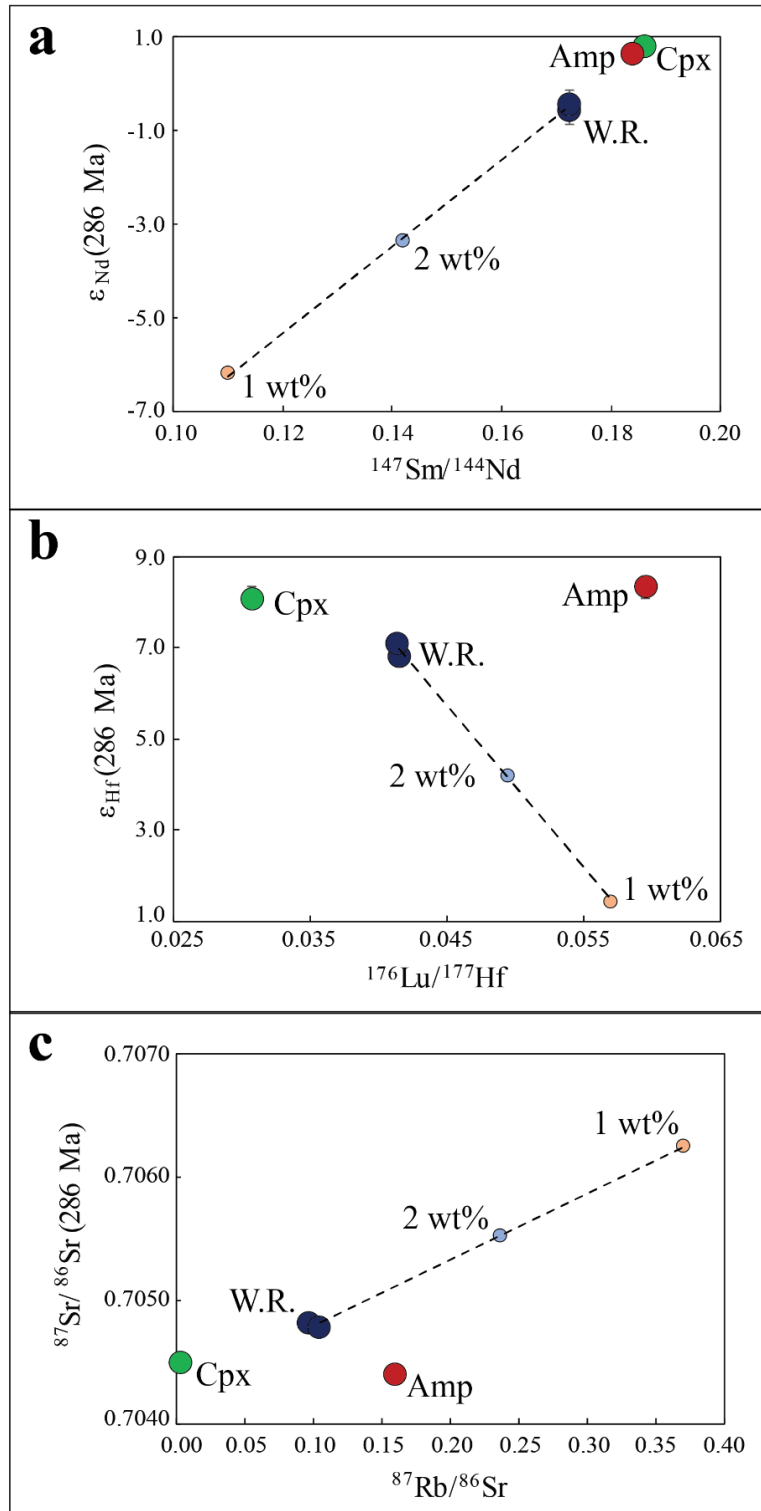 a
1.0
-1.0
-3.0
-5.0
-7.0
εNd(286 Ma)
Amp
Cpx
W.R.
2 wt%
1 wt%
0.10 0.12 0.14 0.16 0.18 0.20
¹⁴⁷Sm/¹⁴⁴Nd
b
9.0
7.0
5.0
3.0
1.0
εHf(286 Ma)
Cpx
Amp
W.R.
2 wt%
1 wt%
0.025 0.035 0.045 0.055 0.065
¹⁷⁶Lu/¹⁷⁷Hf
c
0.7070
0.7060
0.7050
0.7040
⁸⁷Sr/⁸⁶Sr(286 Ma)
1 wt%
2 wt%
W.R.
Cpx
Amp
0.00 0.10 0.15 0.20 0.25 0.30 0.35 0.40
⁸⁷Rb/⁸⁶Sr